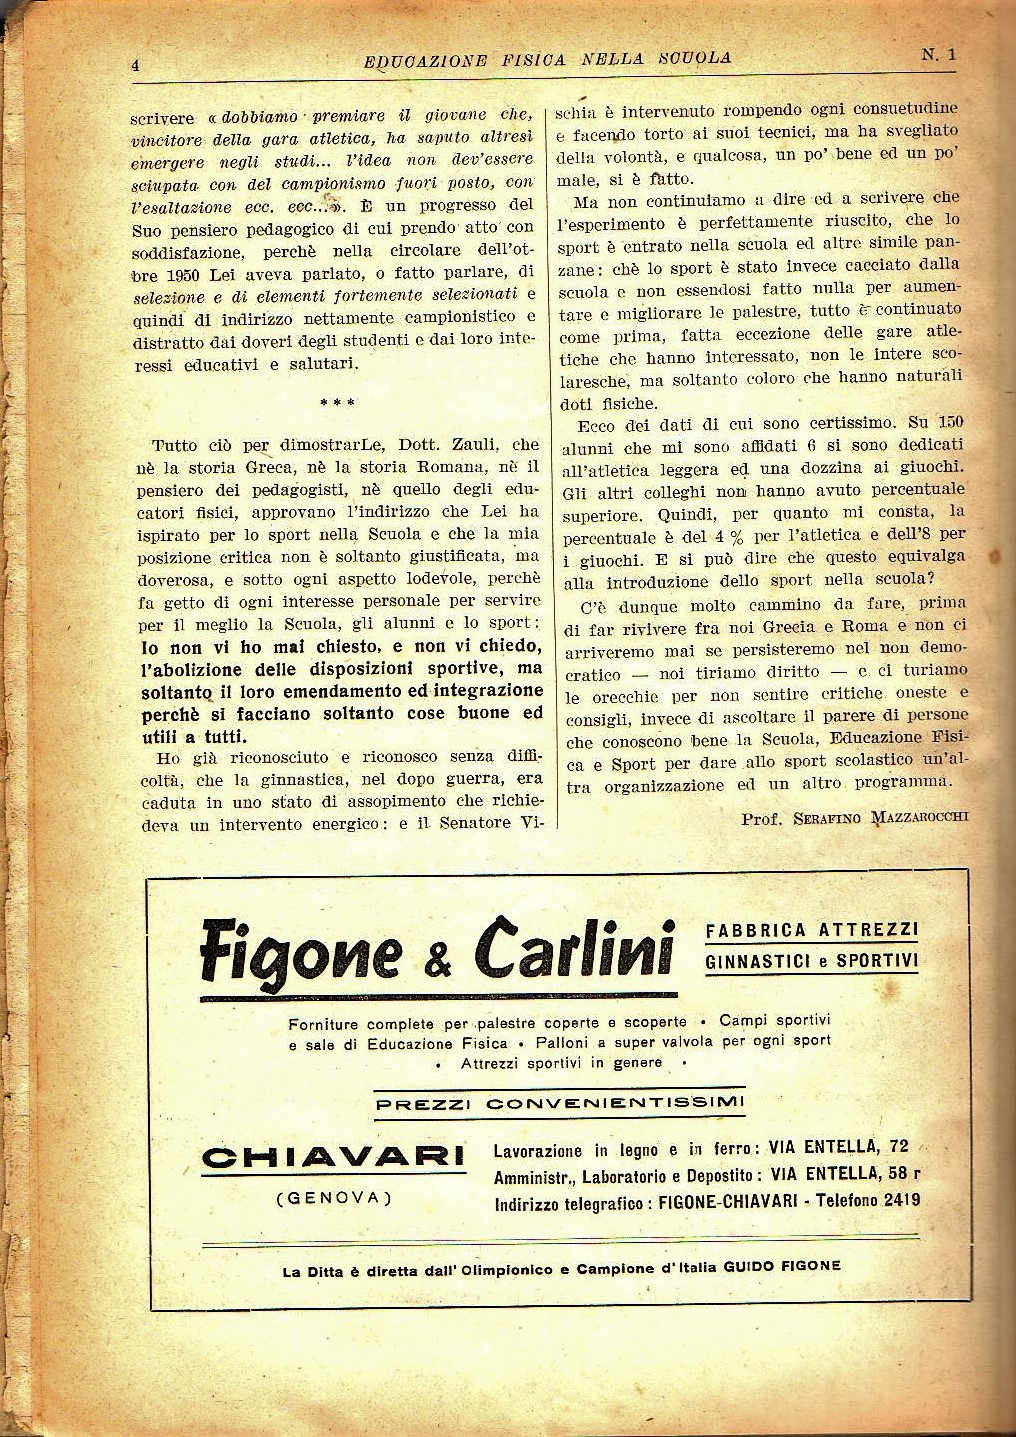 4
EDUCAZIONE FISICA NELLA SCUOLA
N. 1
scrivere « dobbiamo premiare il giovane che,
vincitore della gara atletica, ha saputo altresì
emergere negli studi... l'idea non dev'essere
sciupata con del campionismo fuori posto, con
l'esaltazione ecc. ecc...». È un progresso del
Suo pensiero pedagogico di cui prendo atto con
soddisfazione, perchè nella circolare dell'ot-
bre 1950 Lei aveva parlato, o fatto parlare, di
selezione e di elementi fortemente selezionati e
quindi di indirizzo nettamente campionistico e
distratto dai doveri degli studenti e dai loro inte-
ressi educativi e salutari.
* * *
Tutto ciò per dimostrarLe, Dott. Zauli, che
nè la storia Greca, nè la storia Romana, nè il
pensiero dei pedagogisti, nè quello degli edu-
catori fisici, approvano l'indirizzo che Lei ha
ispirato per lo sport nella Scuola e che la mia
posizione critica non è soltanto giustificata, ma
doverosa, e sotto ogni aspetto lodevole, perchè
fa getto di ogni interesse personale per servire
per il meglio la Scuola, gli alunni e lo sport:
Io non vi ho mai chiesto, e non vi chiedo,
l'abolizione delle disposizioni sportive, ma
soltanto il loro emendamento ed integrazione
perchè si facciano soltanto cose buone ed
utili a tutti.
Ho già riconosciuto e riconosco senza diffi-
coltà, che la ginnastica, nel dopo guerra, era
caduta in uno stato di assopimento che richie-
deva un intervento energico: e il Senatore Vi-
schia è intervenuto rompendo ogni consuetudine
e facendo torto ai suoi tecnici, ma ha svegliato
della volontà, e qualcosa, un po' bene ed un po'
male, si è fatto.
Ma non continuiamo a dire ed a scrivere che
l'esperimento è perfettamente riuscito, che lo
sport è entrato nella scuola ed altre simile pan-
zane: chè lo sport è stato invece cacciato dalla
scuola e non essendosi fatto nulla per aumen-
tare e migliorare le palestre, tutto è continuato
come prima, fatta eccezione delle gare atle-
tiche che hanno interessato, non le intere sco-
laresche, ma soltanto coloro che hanno naturali
doti fisiche.
Ecco dei dati di cui sono certissimo. Su 150
alunni che mi sono affidati 6 si sono dedicati
all'atletica leggera ed una dozzina ai giuochi.
Gli altri colleghi non hanno avuto percentuale
superiore. Quindi, per quanto mi consta, la
percentuale è del 4 % per l'atletica e dell'8 per
i giuochi. E si può dire che questo equivalga
alla introduzione dello sport nella scuola?
C'è dunque molto cammino da fare, prima
di far rivivere fra noi Grecia e Roma e non ci
arriveremo mai se persisteremo nel non demo-
cratico — noi tiriamo diritto — e ci turiamo
le orecchie per non sentire critiche oneste e
consigli, invece di ascoltare il parere di persone
che conoscono bene la Scuola, Educazione Fisi-
ca e Sport per dare allo sport scolastico un'al-
tra organizzazione ed un altro programma.
Prof. SERAFINO MAZZAROCCHI
Figone & Carlini
FABBRICA ATTREZZI
GINNASTICI e SPORTIVI
Forniture complete per palestre coperte e scoperte • Campi sportivi
e sale di Educazione Fisica • Palloni a super valvola per ogni sport
• Attrezzi sportivi in genere •
PREZZI CONVENIENTISSIMI
CHIAVARI
(GENOVA)
Lavorazione in legno e in ferro: VIA ENTELLA, 72
Amministr., Laboratorio e Depostito: VIA ENTELLA, 58 r
Indirizzo telegrafico: FIGONE-CHIAVARI - Telefono 2419
La Ditta è diretta dall' Olimpionico e Campione d'Italia GUIDO FIGONE